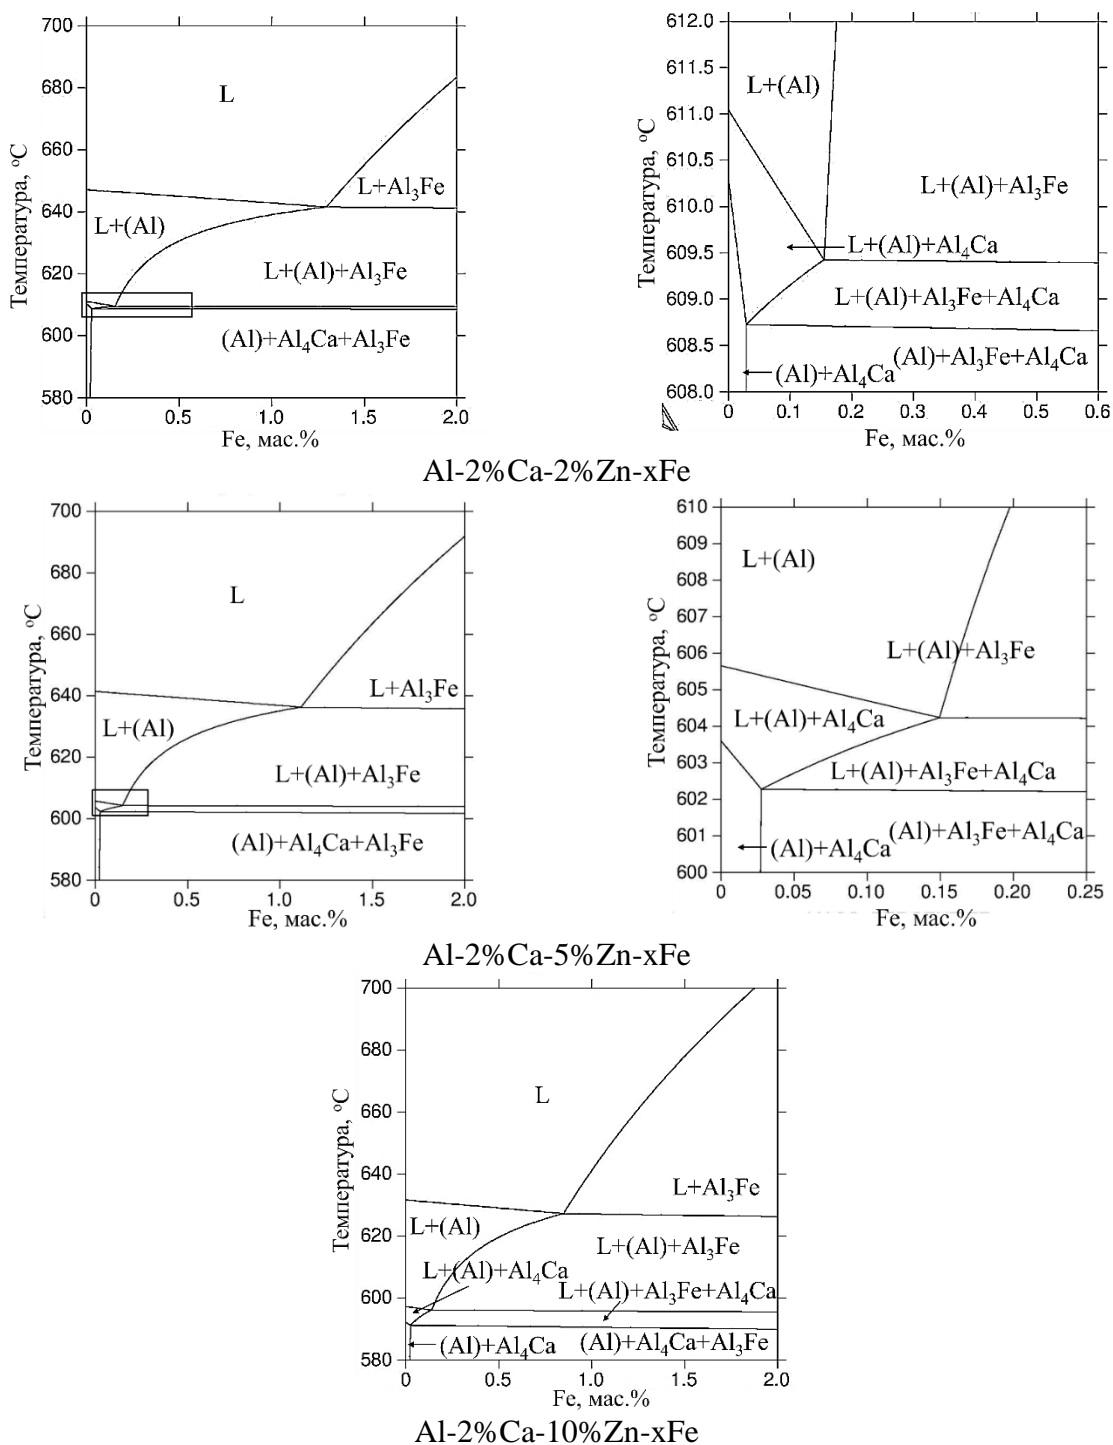 700
680
660
640
620
600
580
Температура, °С
L
L+Al₃Fe
L+(Al)
L+(Al)+Al₃Fe
(Al)+Al₄Ca+Al₃Fe
0 0.5 1.0 1.5 2.0
Fe, мас.%
612.0
611.5
611.0
610.5
610.0
609.5
609.0
608.5
608.0
Температура, °С
L+(Al)
L+(Al)+Al₃Fe
L+(Al)+Al₄Ca
L+(Al)+Al₃Fe+Al₄Ca
(Al)+Al₃Fe+Al₄Ca
(Al)+Al₄Ca
0 0.1 0.2 0.3 0.4 0.5 0.6
Fe, мас.%
Al-2%Ca-2%Zn-xFe
700
680
660
640
620
600
580
Температура, °С
L
L+Al₃Fe
L+(Al)
L+(Al)+Al₃Fe
(Al)+Al₄Ca+Al₃Fe
0 0.5 1.0 1.5 2.0
Fe, мас.%
610
609
608
607
606
605
604
603
602
601
600
Температура, °С
L+(Al)
L+(Al)+Al₃Fe
L+(Al)+Al₄Ca
L+(Al)+Al₃Fe+Al₄Ca
(Al)+Al₃Fe+Al₄Ca
(Al)+Al₄Ca
0 0.05 0.10 0.15 0.20 0.25
Fe, мас.%
Al-2%Ca-5%Zn-xFe
700
680
660
640
620
600
580
Температура, °С
L
L+Al₃Fe
L+(Al)
L+(Al)+Al₃Fe
L+(Al)+Al₄Ca
L+(Al)+Al₃Fe+Al₄Ca
(Al)+Al₄Ca
(Al)+Al₄Ca+Al₃Fe
0 0.5 1.0 1.5 2.0
Fe, мас.%
Al-2%Ca-10%Zn-xFe